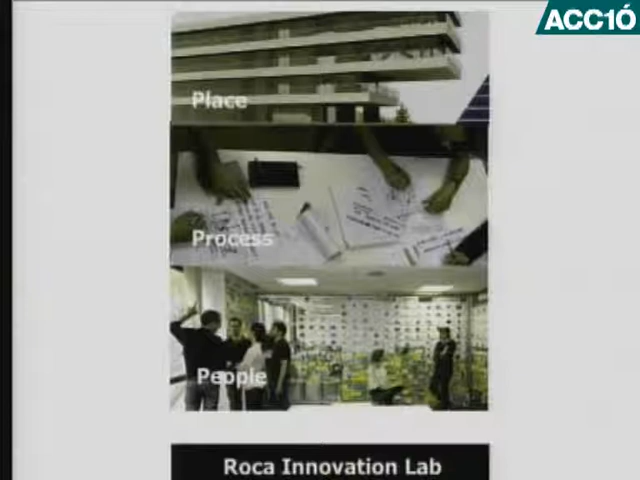 ACC1Ó
Place
Process
People
Roca Innovation Lab